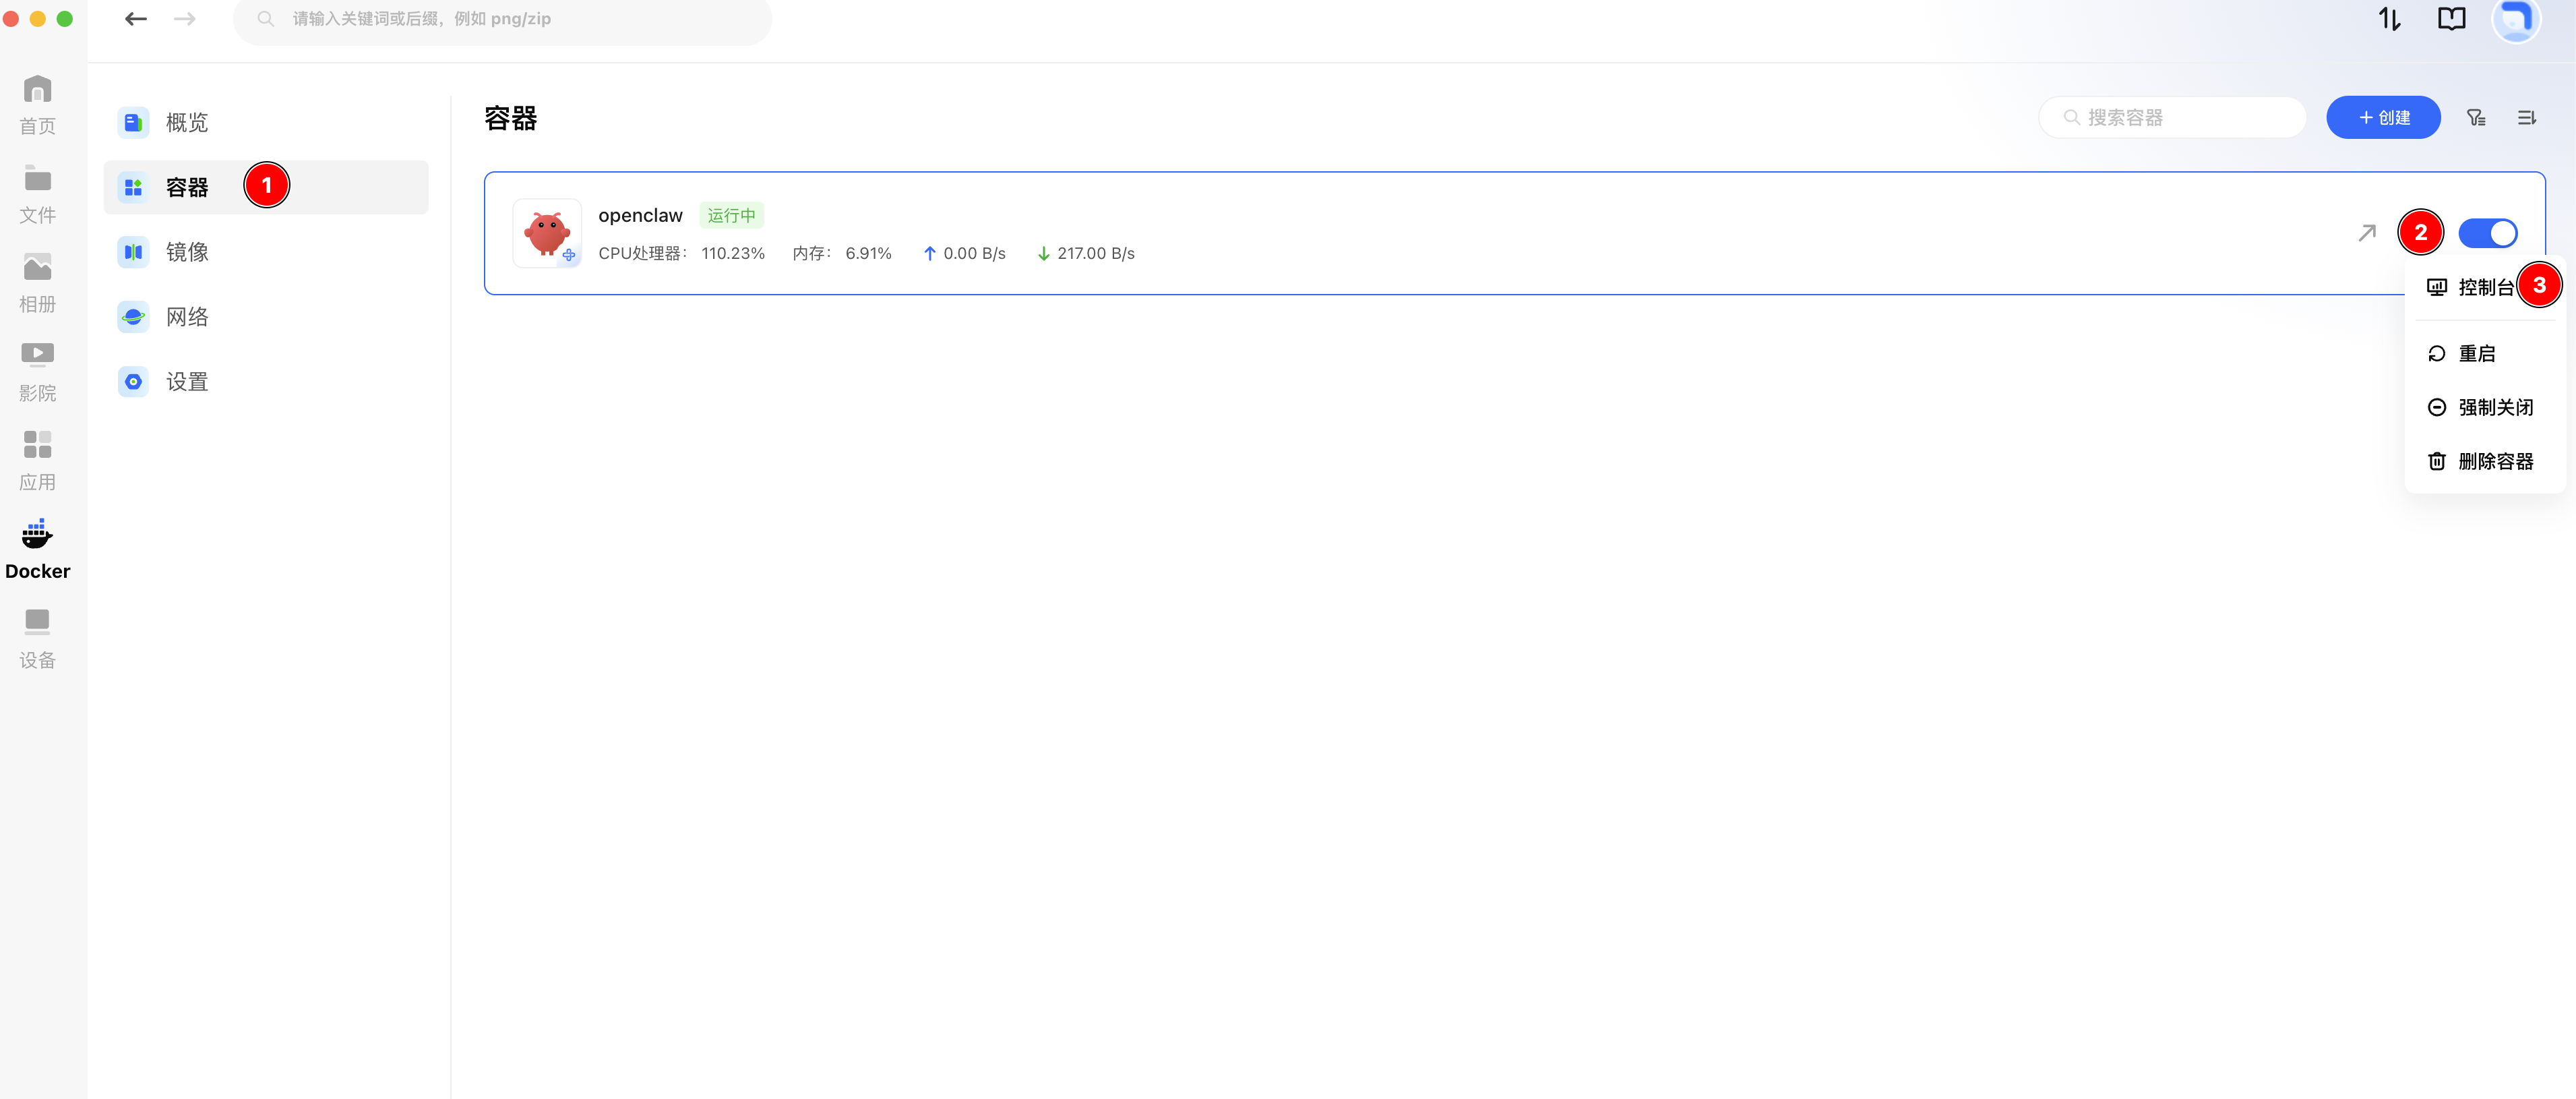 请输入关键词或后缀，例如 png/zip
首页
文件
相册
影院
应用
Docker
设备
概览
容器 1
镜像
网络
设置
容器
搜索容器
+ 创建
openclaw 运行中
CPU处理器： 110.23% 内存： 6.91% ↑ 0.00 B/s ↓ 217.00 B/s
2
控制台 3
重启
强制关闭
删除容器